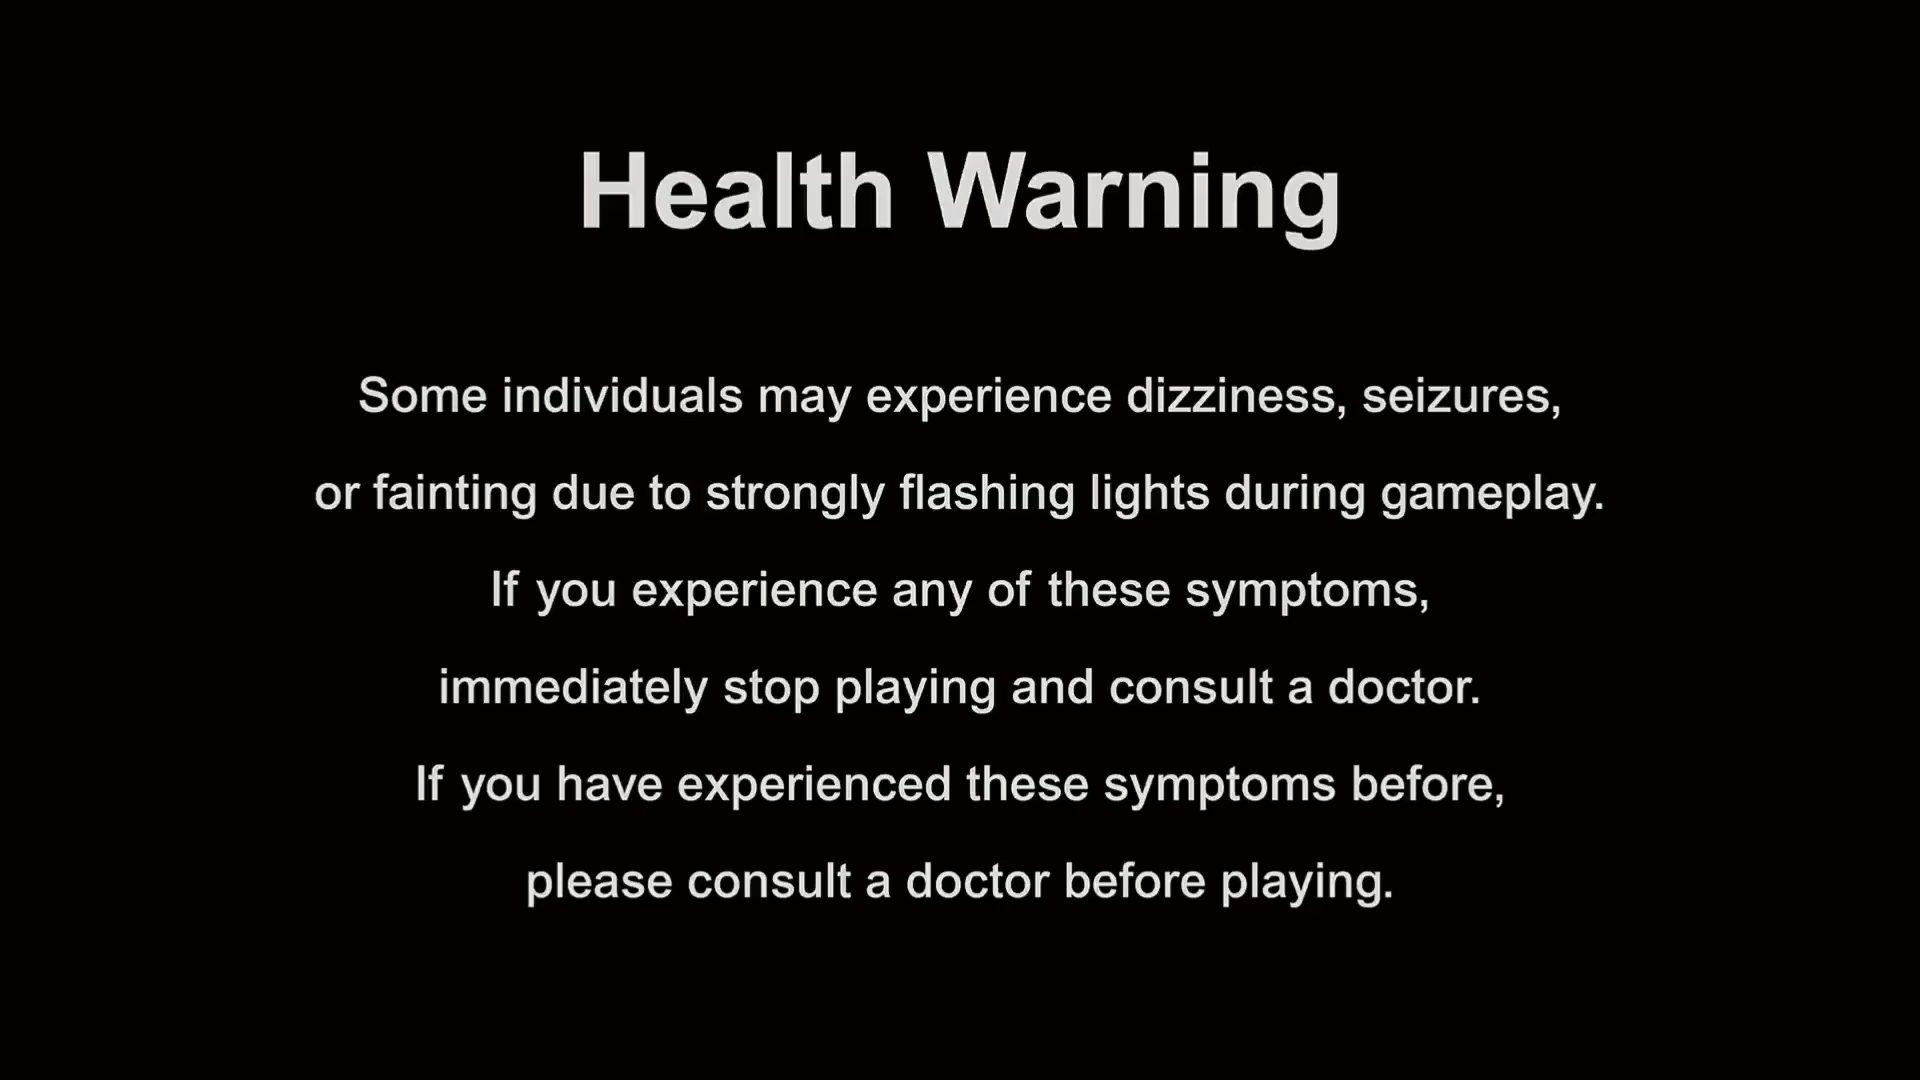 Health Warning
Some individuals may experience dizziness, seizures,
or fainting due to strongly flashing lights during gameplay.
If you experience any of these symptoms,
immediately stop playing and consult a doctor.
If you have experienced these symptoms before,
please consult a doctor before playing.